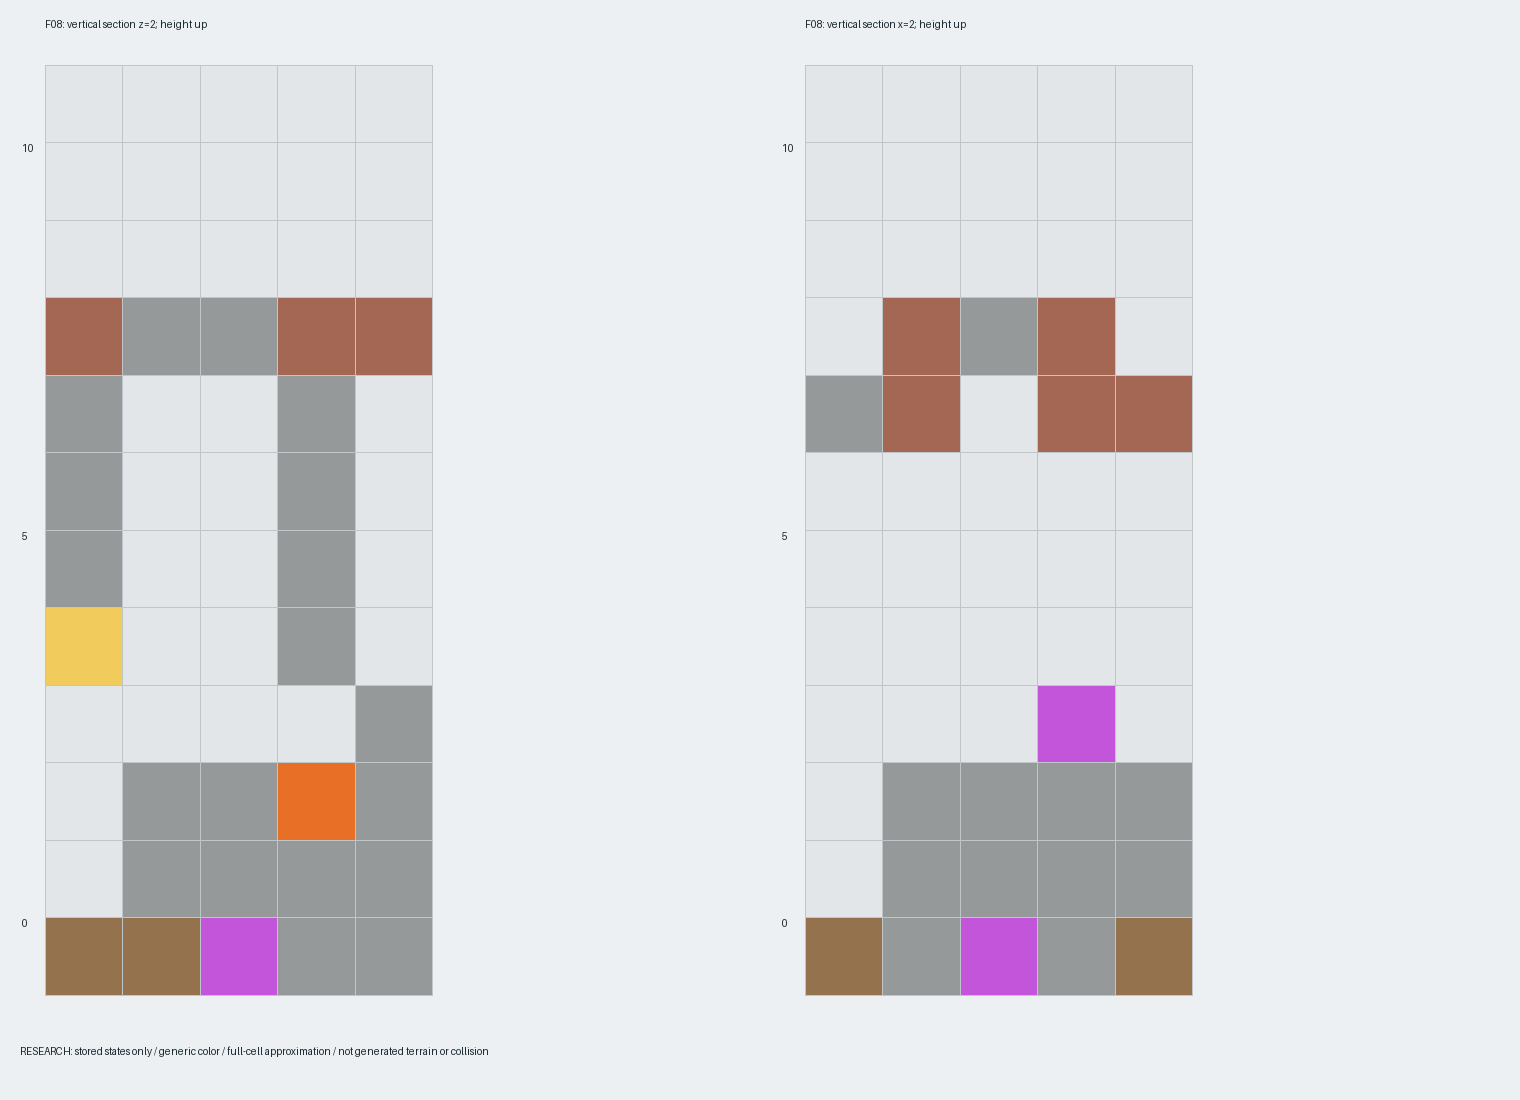 F08: vertical section z=2; height up
F08: vertical section x=2; height up
10
10
5
5
0
0
RESEARCH: stored states only / generic color / full-cell approximation / not generated terrain or collision